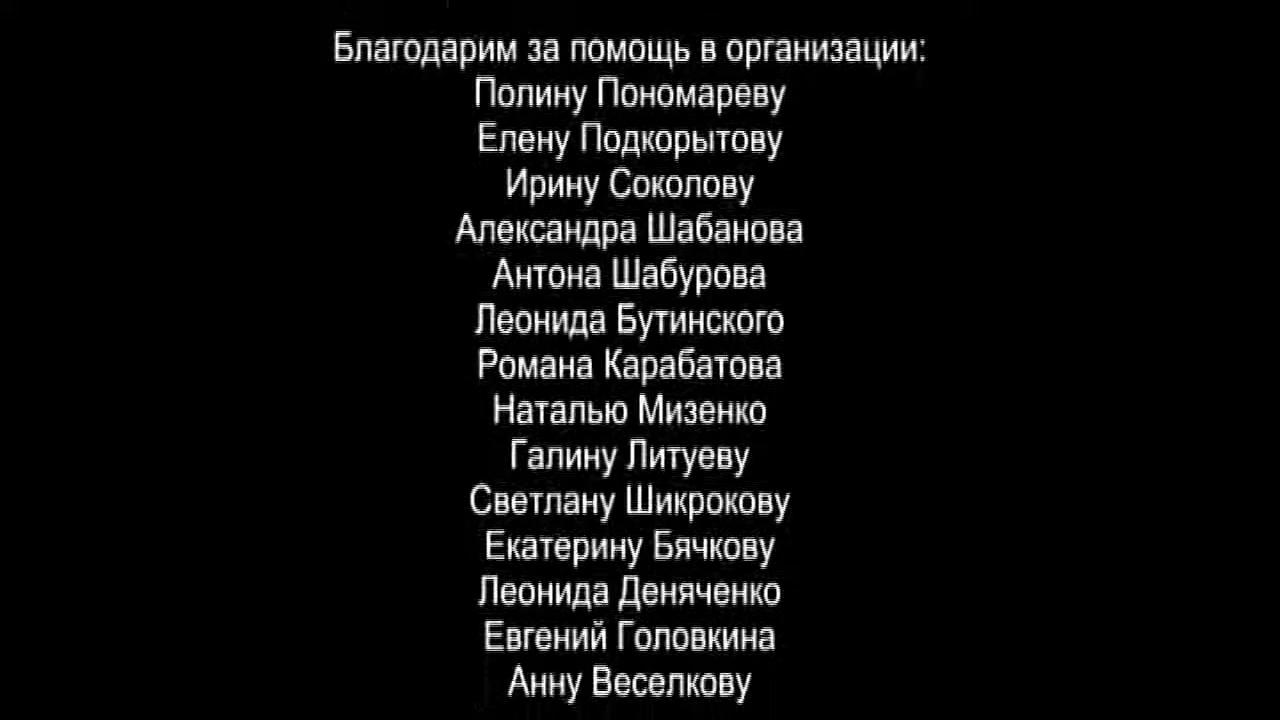 Благодарим за помощь в организации:
Полину Пономареву
Елену Подкорытову
Ирину Соколову
Александра Шабанова
Антона Шабурова
Леонида Бутинского
Романа Карабатова
Наталью Мизенко
Галину Литуеву
Светлану Шикрокову
Екатерину Бячкову
Леонида Деняченко
Евгений Головкина
Анну Веселкову